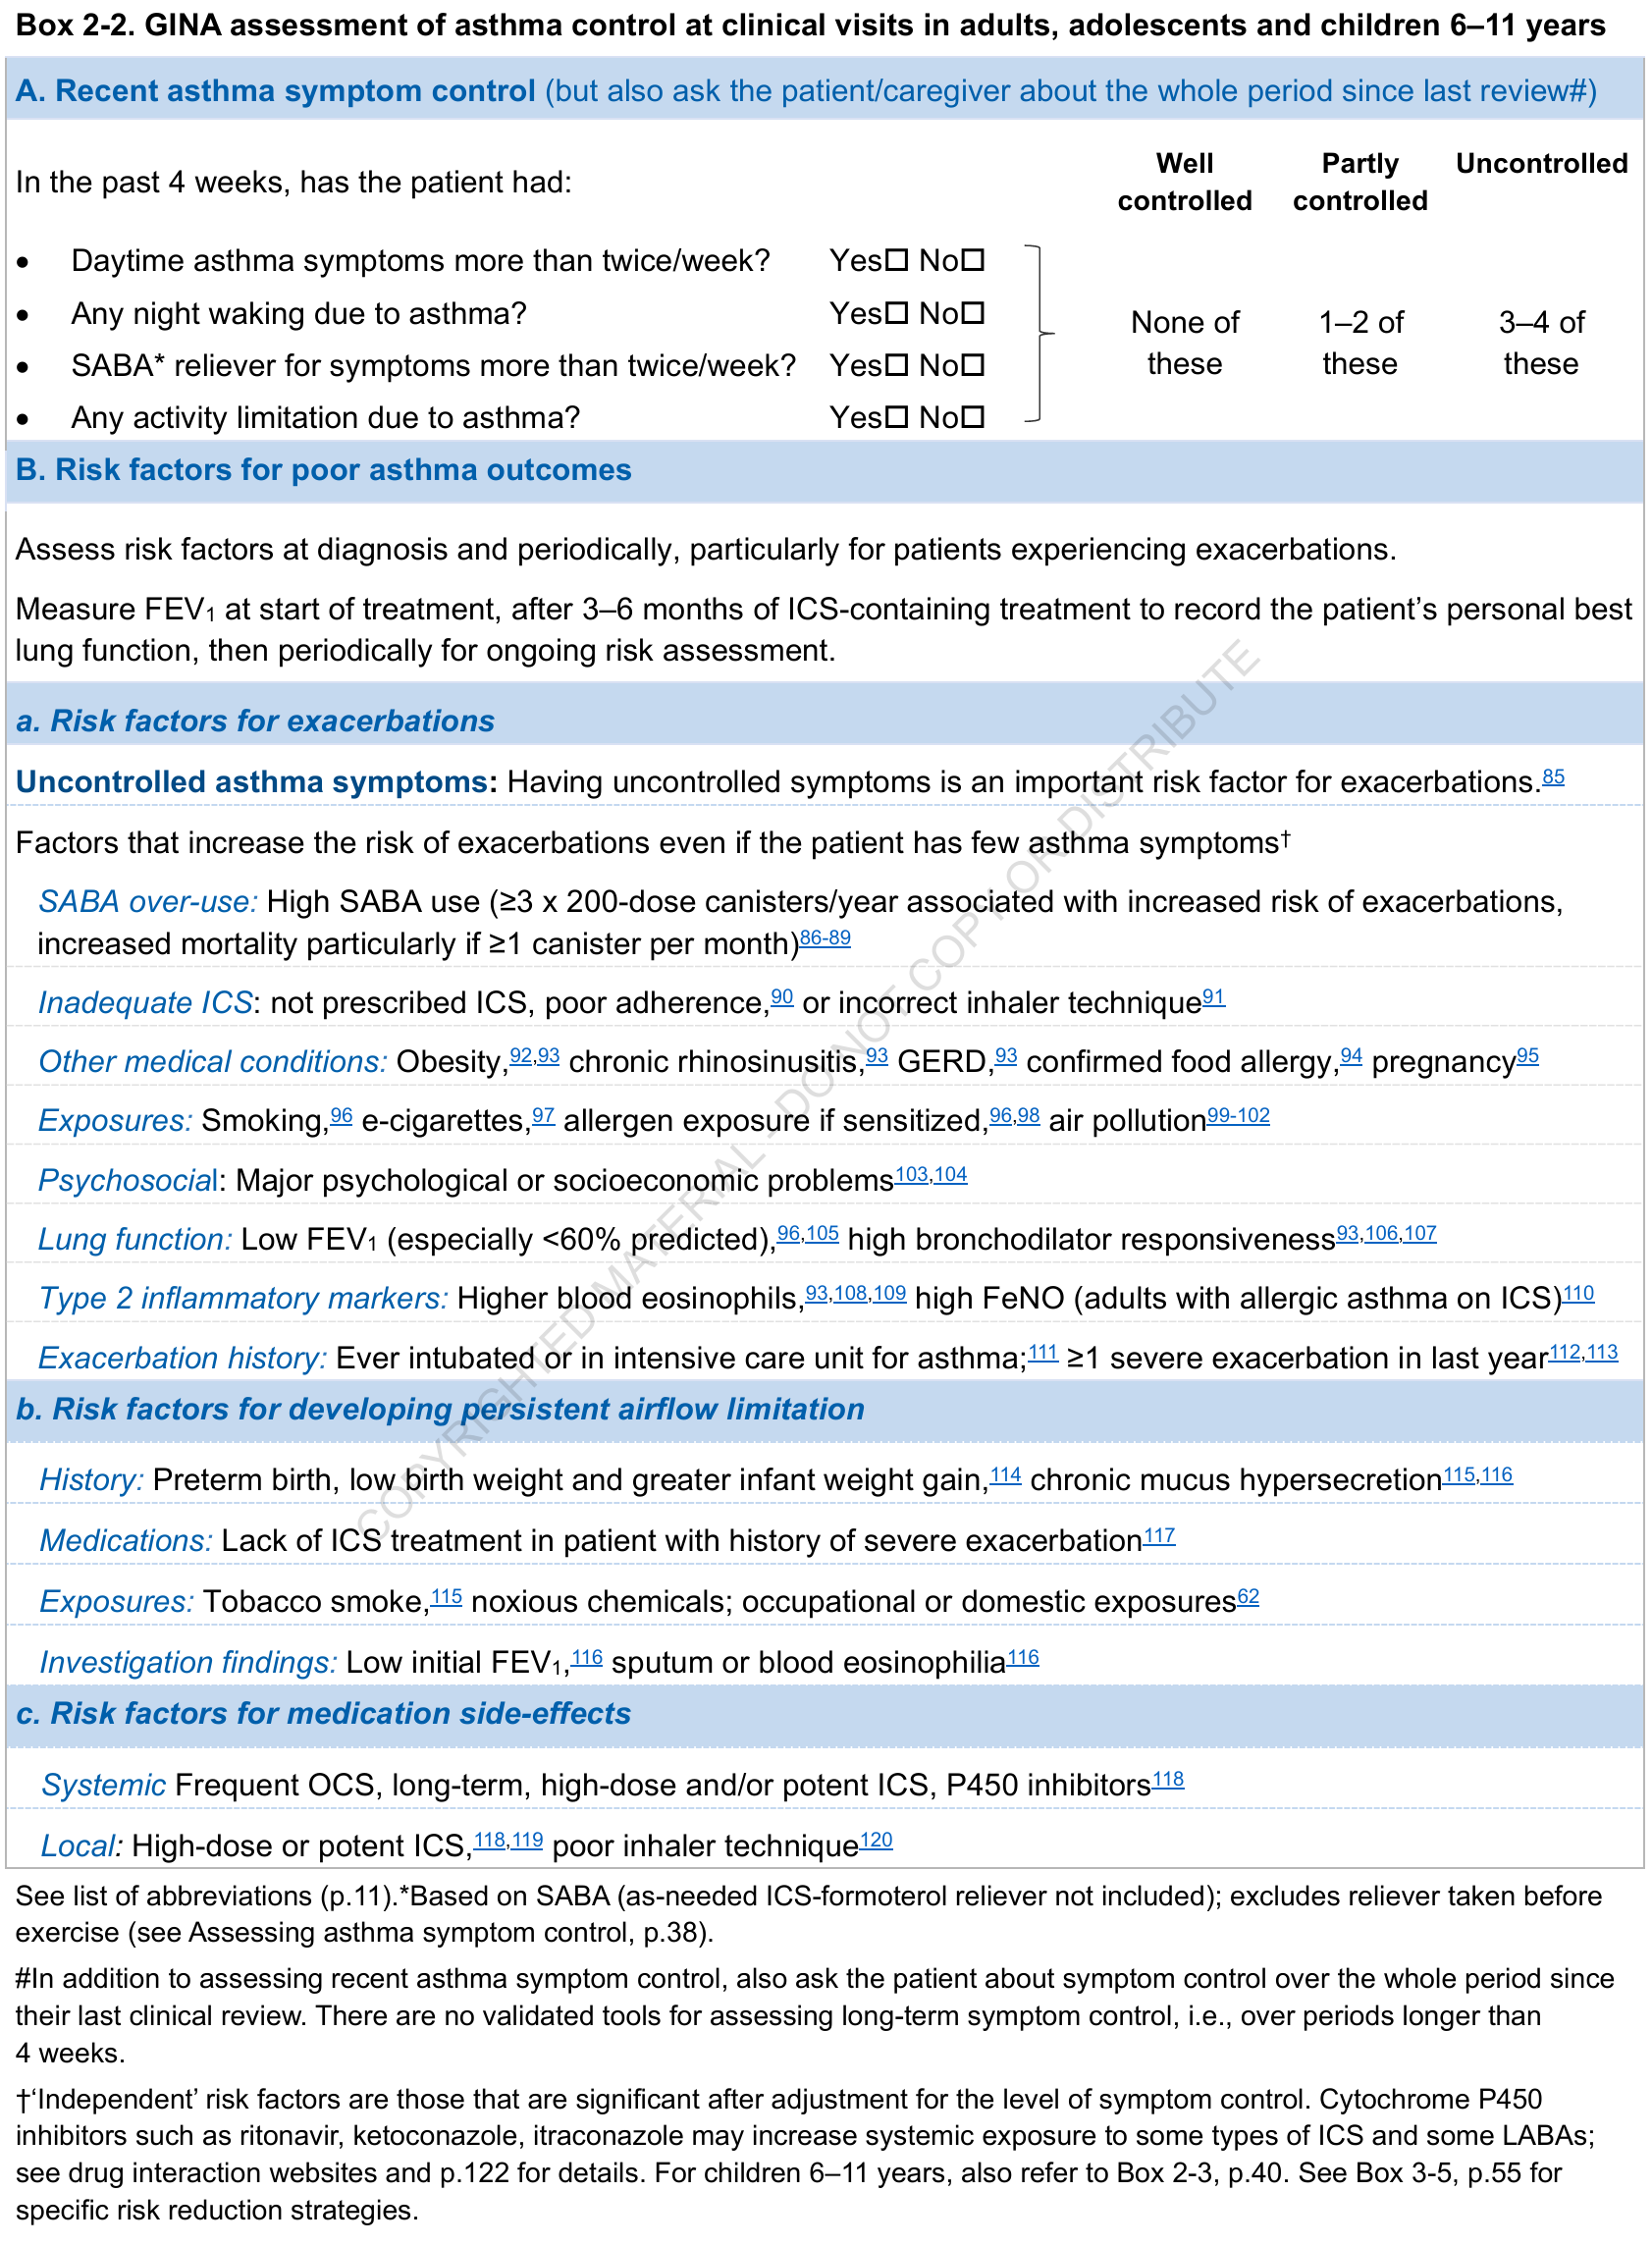 Box 2-2. GINA assessment of asthma control at clinical visits in adults, adolescents and children 6–11 years
A. Recent asthma symptom control (but also ask the patient/caregiver about the whole period since last review#)
In the past 4 weeks, has the patient had:
Well controlled
Partly controlled
Uncontrolled
• Daytime asthma symptoms more than twice/week? Yes☐ No☐
• Any night waking due to asthma? Yes☐ No☐
• SABA* reliever for symptoms more than twice/week? Yes☐ No☐
• Any activity limitation due to asthma? Yes☐ No☐
None of these
1–2 of these
3–4 of these
B. Risk factors for poor asthma outcomes
Assess risk factors at diagnosis and periodically, particularly for patients experiencing exacerbations.
Measure FEV₁ at start of treatment, after 3–6 months of ICS-containing treatment to record the patient’s personal best
lung function, then periodically for ongoing risk assessment.
a. Risk factors for exacerbations
Uncontrolled asthma symptoms: Having uncontrolled symptoms is an important risk factor for exacerbations.85
Factors that increase the risk of exacerbations even if the patient has few asthma symptoms†
SABA over-use: High SABA use (≥3 x 200-dose canisters/year associated with increased risk of exacerbations,
increased mortality particularly if ≥1 canister per month)86-89
Inadequate ICS: not prescribed ICS, poor adherence,90 or incorrect inhaler technique91
Other medical conditions: Obesity,92,93 chronic rhinosinusitis,93 GERD,93 confirmed food allergy,94 pregnancy95
Exposures: Smoking,96 e-cigarettes,97 allergen exposure if sensitized,96,98 air pollution99-102
Psychosocial: Major psychological or socioeconomic problems103,104
Lung function: Low FEV₁ (especially <60% predicted),96,105 high bronchodilator responsiveness93,106,107
Type 2 inflammatory markers: Higher blood eosinophils,93,108,109 high FeNO (adults with allergic asthma on ICS)110
Exacerbation history: Ever intubated or in intensive care unit for asthma;111 ≥1 severe exacerbation in last year112,113
b. Risk factors for developing persistent airflow limitation
History: Preterm birth, low birth weight and greater infant weight gain,114 chronic mucus hypersecretion115,116
Medications: Lack of ICS treatment in patient with history of severe exacerbation117
Exposures: Tobacco smoke,115 noxious chemicals; occupational or domestic exposures62
Investigation findings: Low initial FEV₁,116 sputum or blood eosinophilia116
c. Risk factors for medication side-effects
Systemic Frequent OCS, long-term, high-dose and/or potent ICS, P450 inhibitors118
Local: High-dose or potent ICS,118,119 poor inhaler technique120
See list of abbreviations (p.11).*Based on SABA (as-needed ICS-formoterol reliever not included); excludes reliever taken before
exercise (see Assessing asthma symptom control, p.38).
#In addition to assessing recent asthma symptom control, also ask the patient about symptom control over the whole period since
their last clinical review. There are no validated tools for assessing long-term symptom control, i.e., over periods longer than
4 weeks.
†‘Independent’ risk factors are those that are significant after adjustment for the level of symptom control. Cytochrome P450
inhibitors such as ritonavir, ketoconazole, itraconazole may increase systemic exposure to some types of ICS and some LABAs;
see drug interaction websites and p.122 for details. For children 6–11 years, also refer to Box 2-3, p.40. See Box 3-5, p.55 for
specific risk reduction strategies.
COPYRIGHTED MATERIAL - DO NOT COPY OR DISTRIBUTE